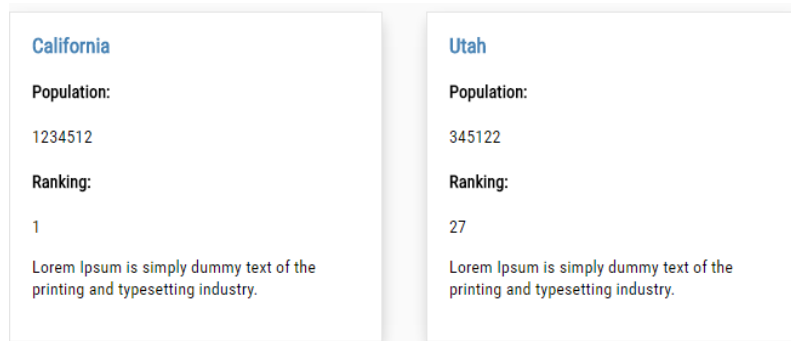 California
Population:
1234512
Ranking:
1
Lorem Ipsum is simply dummy text of the
printing and typesetting industry.
Utah
Population:
345122
Ranking:
27
Lorem Ipsum is simply dummy text of the
printing and typesetting industry.